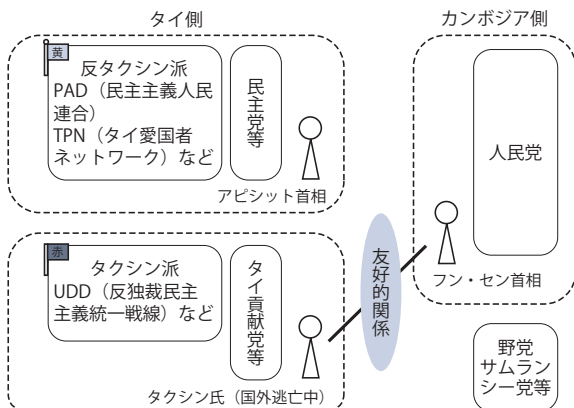 タイ側
黄
反タクシン派
PAD（民主主義人民
連合）
TPN（タイ愛国者
ネットワーク）など
民主党等
アピシット首相
赤
タクシン派
UDD（反独裁民主
主義統一戦線）など
タイ貢献党等
タクシン氏（国外逃亡中）
友好的関係
カンボジア側
人民党
フン・セン首相
野党
サムラン
シー党等